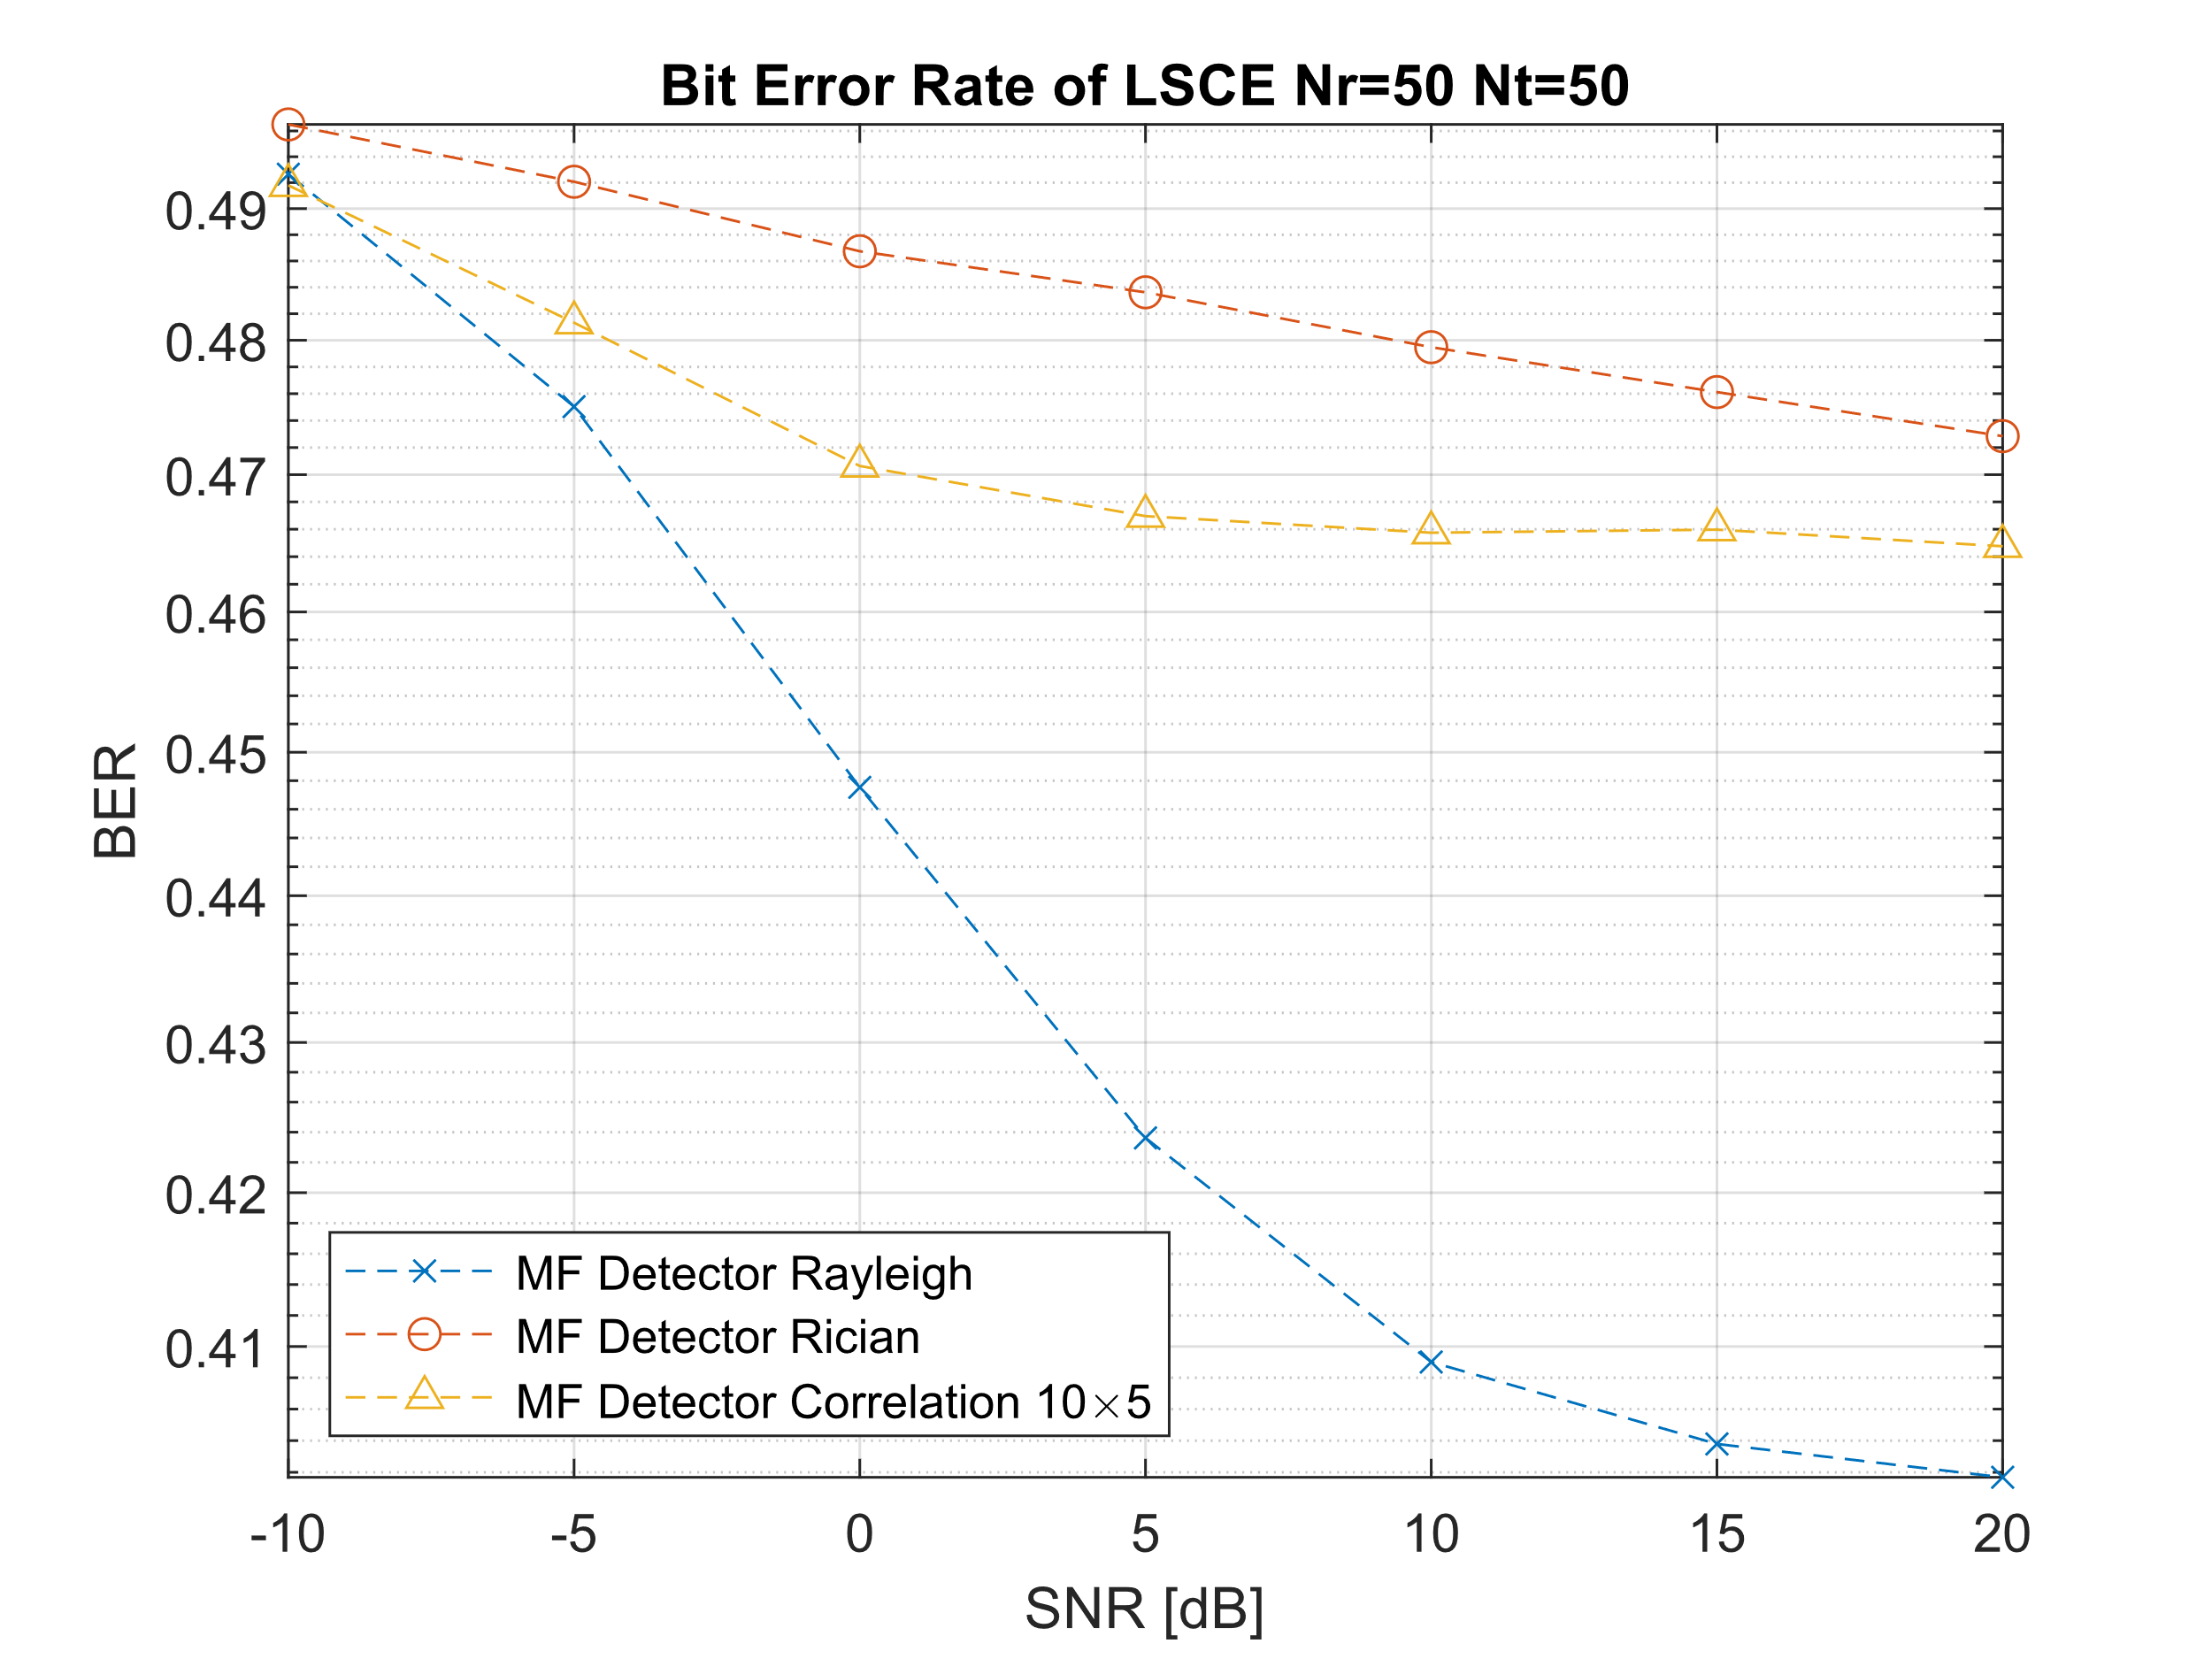 Bit Error Rate of LSCE Nr=50 Nt=50
0.49
0.48
0.47
0.46
0.45
0.44
0.43
0.42
0.41
BER
MF Detector Rayleigh
MF Detector Rician
MF Detector Correlation 10×5
-10 -5 0 5 10 15 20
SNR [dB]